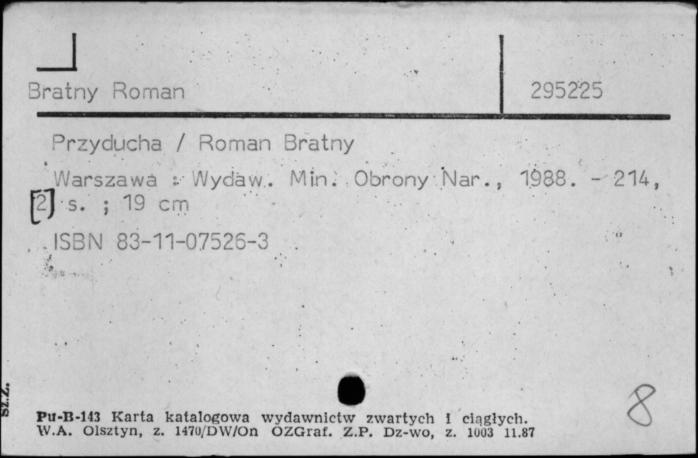 Bratny Roman 295225
Przyducha / Roman Bratny
Warszawa : Wydaw. Min. Obrony Nar., 1988. - 214,
[2] s. ; 19 cm
ISBN 83-11-07526-3
8
Sz.Z.
Pu-B-143 Karta katalogowa wydawnictw zwartych i ciągłych.
W.A. Olsztyn, z. 1470/DW/On OZGraf. Z.P. Dz-wo, z. 1003 11.87